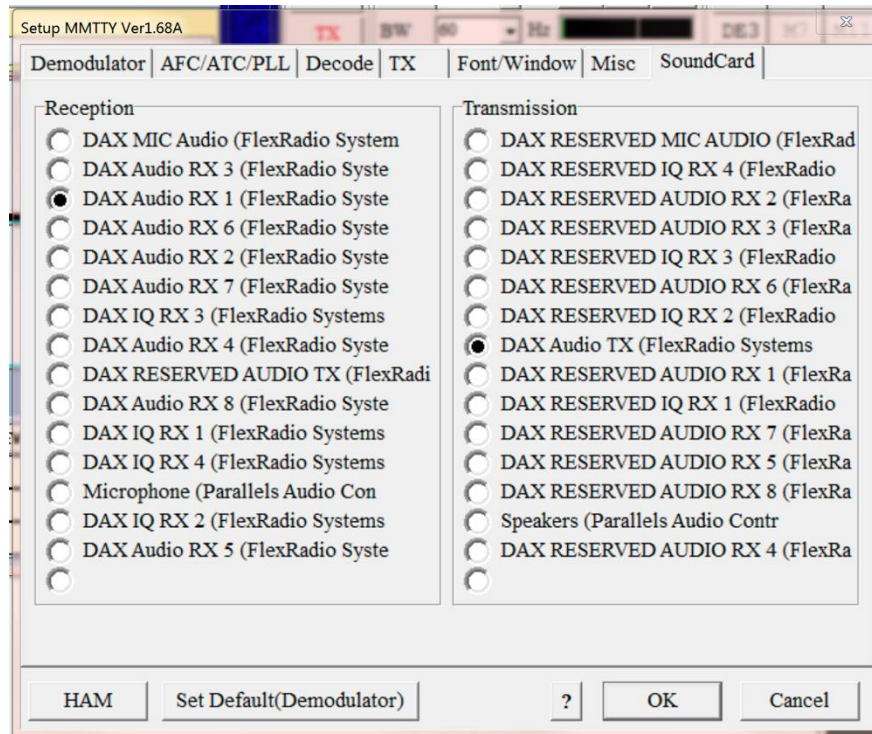 Setup MMTTY Ver1.68A
TX BW 60 Hz DE3 M7
Demodulator AFC/ATC/PLL Decode TX Font/Window Misc SoundCard
Reception
DAX MIC Audio (FlexRadio System
DAX Audio RX 3 (FlexRadio Syste
DAX Audio RX 1 (FlexRadio Syste
DAX Audio RX 6 (FlexRadio Syste
DAX Audio RX 2 (FlexRadio Syste
DAX Audio RX 7 (FlexRadio Syste
DAX IQ RX 3 (FlexRadio Systems
DAX Audio RX 4 (FlexRadio Syste
DAX RESERVED AUDIO TX (FlexRadi
DAX Audio RX 8 (FlexRadio Syste
DAX IQ RX 1 (FlexRadio Systems
DAX IQ RX 4 (FlexRadio Systems
Microphone (Parallels Audio Con
DAX IQ RX 2 (FlexRadio Systems
DAX Audio RX 5 (FlexRadio Syste
Transmission
DAX RESERVED MIC AUDIO (FlexRad
DAX RESERVED IQ RX 4 (FlexRadio
DAX RESERVED AUDIO RX 2 (FlexRa
DAX RESERVED AUDIO RX 3 (FlexRa
DAX RESERVED IQ RX 3 (FlexRadio
DAX RESERVED AUDIO RX 6 (FlexRa
DAX RESERVED IQ RX 2 (FlexRadio
DAX Audio TX (FlexRadio Systems
DAX RESERVED AUDIO RX 1 (FlexRa
DAX RESERVED IQ RX 1 (FlexRadio
DAX RESERVED AUDIO RX 7 (FlexRa
DAX RESERVED AUDIO RX 5 (FlexRa
DAX RESERVED AUDIO RX 8 (FlexRa
Speakers (Parallels Audio Contr
DAX RESERVED AUDIO RX 4 (FlexRa
HAM Set Default(Demodulator) ? OK Cancel